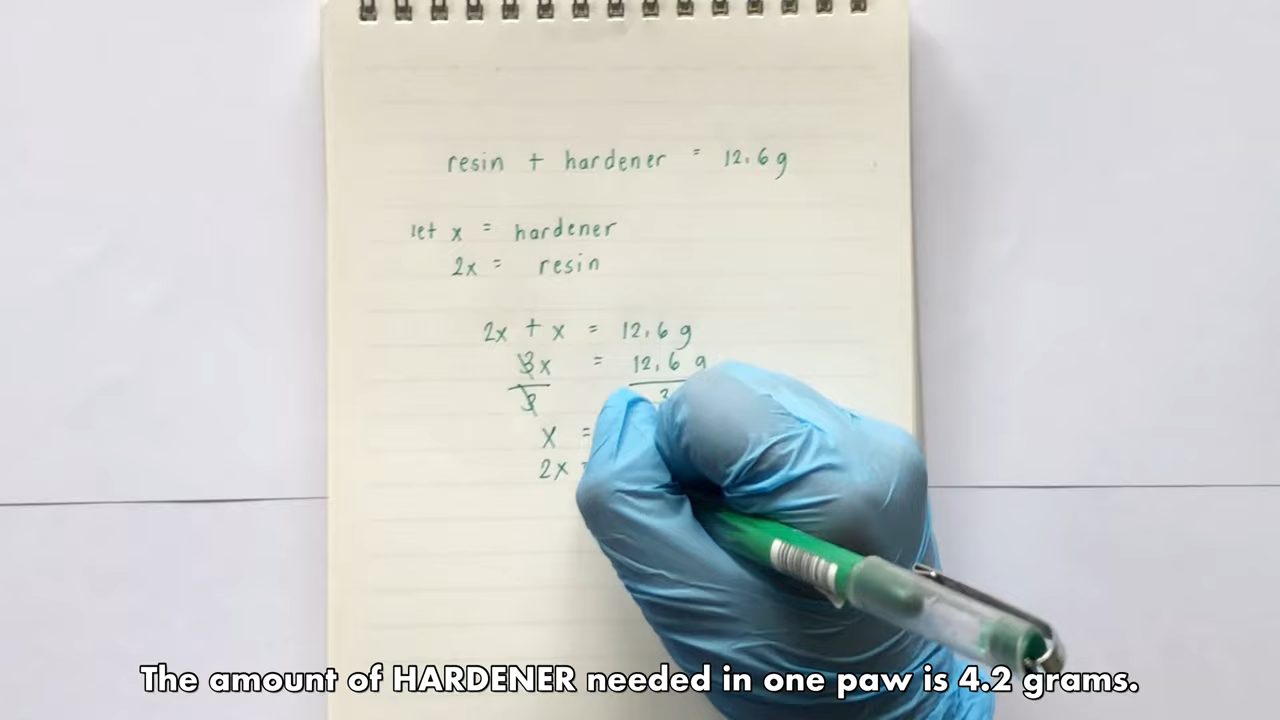 resin + hardener = 12.6 g
let x = hardener
2x = resin
2x + x = 12.6 g
3x = 12.6 g
3 3
x =
2x =
The amount of HARDENER needed in one paw is 4.2 grams.